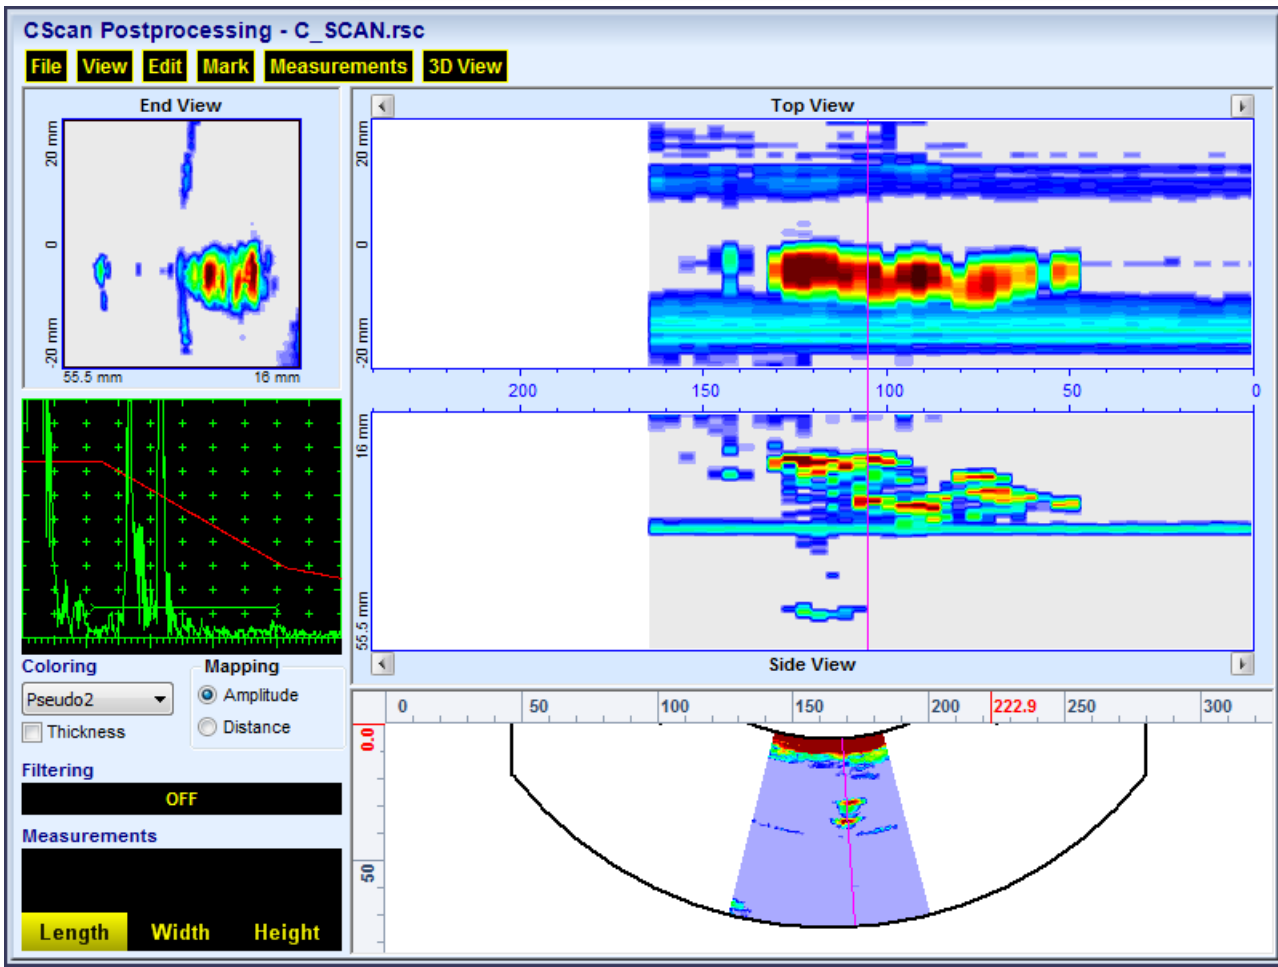 CScan Postprocessing - C_SCAN.rsc
File View Edit Mark Measurements 3D View
End View
20 mm
0
-20 mm
55.5 mm 16 mm
Top View
20 mm
0
-20 mm
200 150 100 50 0
16 mm
55.5 mm
Side View
Coloring
Pseudo2
Thickness
Mapping
Amplitude
Distance
Filtering
OFF
Measurements
Length Width Height
0 50 100 150 200 222.9 250 300
0.0
50